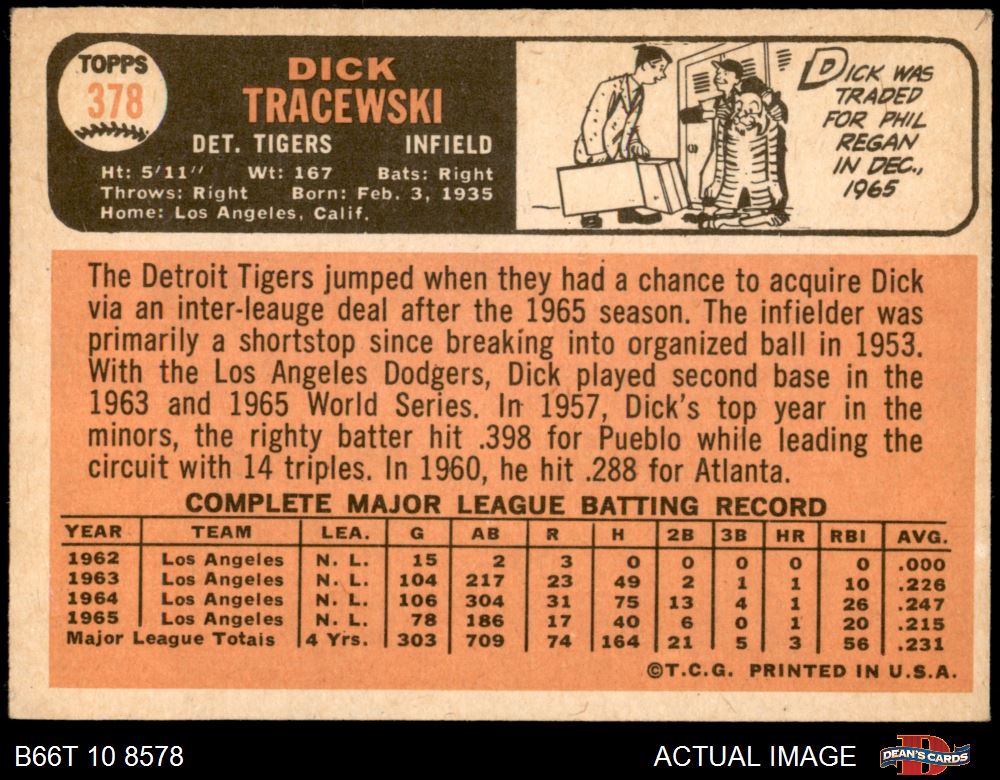 TOPPS
378
DICK
TRACEWSKI
DET. TIGERS INFIELD
Ht: 5'11" Wt: 167 Bats: Right
Throws: Right Born: Feb. 3, 1935
Home: Los Angeles, Calif.
DICK WAS
TRADED
FOR PHIL
REGAN
IN DEC.,
1965
The Detroit Tigers jumped when they had a chance to acquire Dick
via an inter-leauge deal after the 1965 season. The infielder was
primarily a shortstop since breaking into organized ball in 1953.
With the Los Angeles Dodgers, Dick played second base in the
1963 and 1965 World Series. In 1957, Dick's top year in the
minors, the righty batter hit .398 for Pueblo while leading the
circuit with 14 triples. In 1960, he hit .288 for Atlanta.
COMPLETE MAJOR LEAGUE BATTING RECORD
YEAR TEAM LEA. G AB R H 2B 3B HR RBI AVG.
1962 Los Angeles N. L. 15 2 3 0 0 0 0 0 .000
1963 Los Angeles N. L. 104 217 23 49 2 1 1 10 .226
1964 Los Angeles N. L. 106 304 31 75 13 4 1 26 .247
1965 Los Angeles N. L. 78 186 17 40 6 0 1 20 .215
Major League Totals 4 Yrs. 303 709 74 164 21 5 3 56 .231
©T.C.G. PRINTED IN U.S.A.
B66T 10 8578 ACTUAL IMAGE DEAN'S CARDS